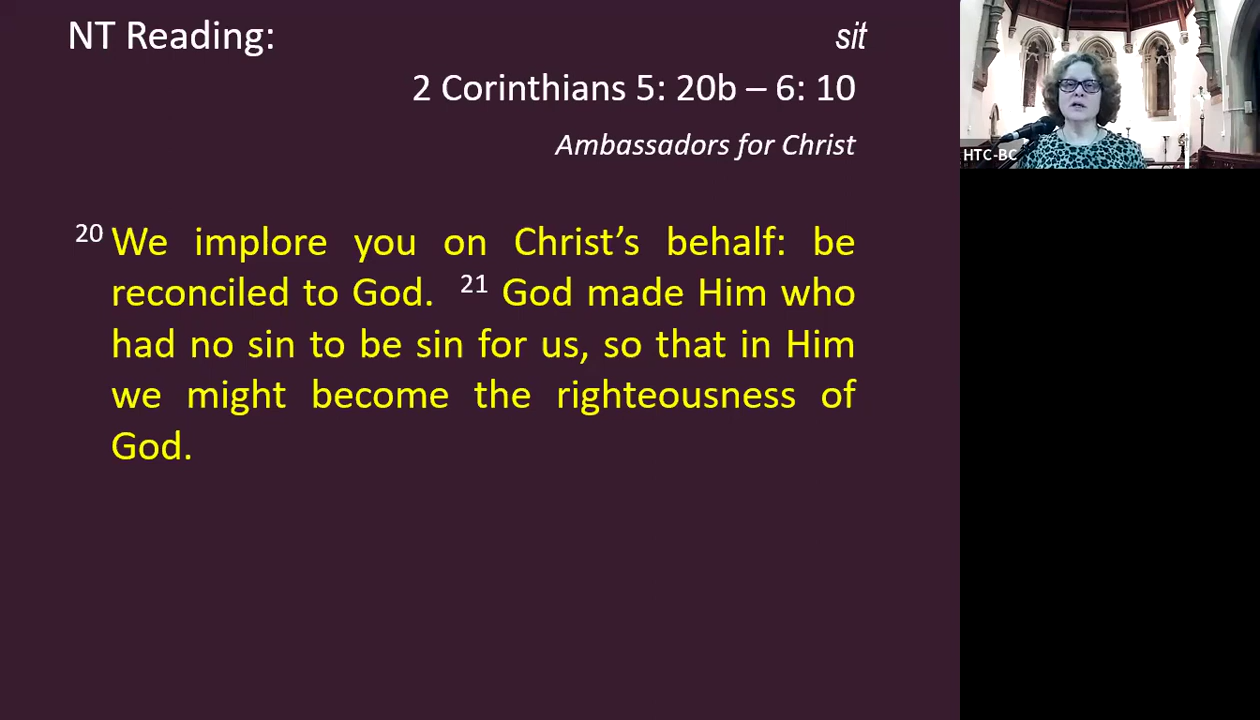 NT Reading:
sit
2 Corinthians 5: 20b – 6: 10
Ambassadors for Christ
20 We implore you on Christ’s behalf: be
reconciled to God. 21 God made Him who
had no sin to be sin for us, so that in Him
we might become the righteousness of
God.
HTC-BC